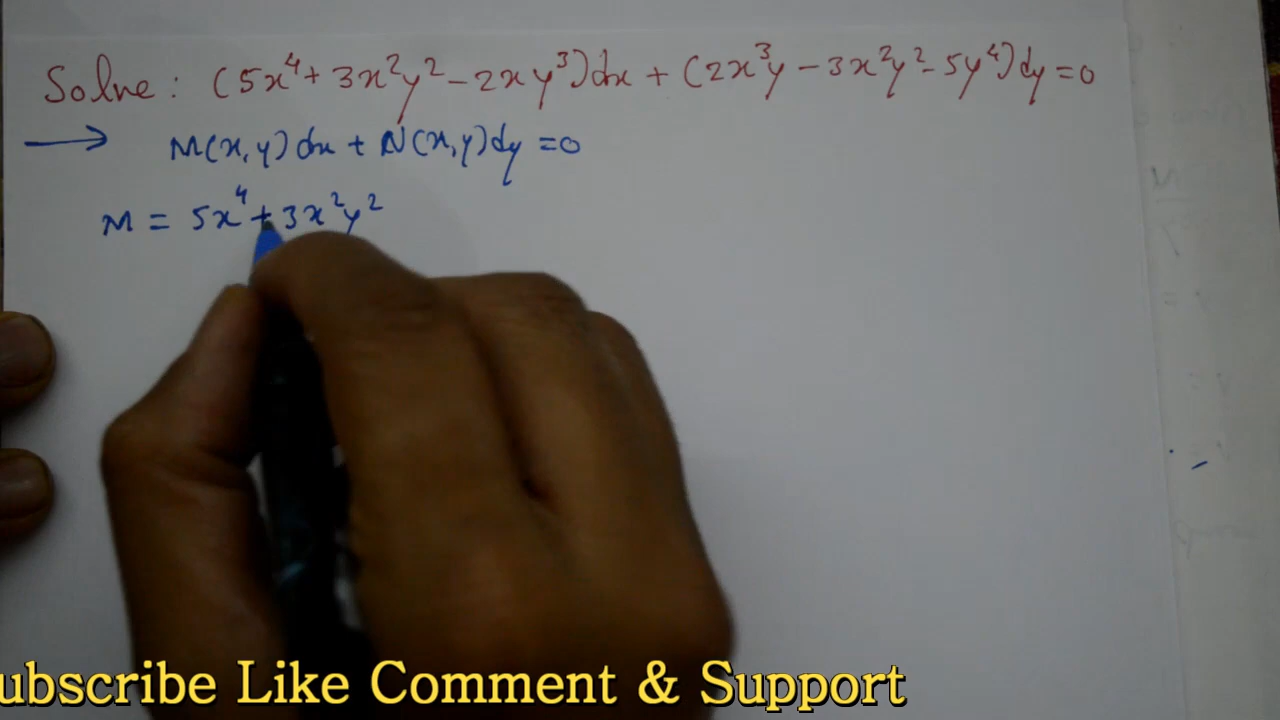 Solve : (5x⁴ + 3x²y² - 2xy³)dx + (2x³y - 3x²y² - 5y⁴)dy = 0
→ M(x,y)dx + N(x,y)dy = 0
M = 5x⁴ + 3x²y²
ubscribe Like Comment & Support